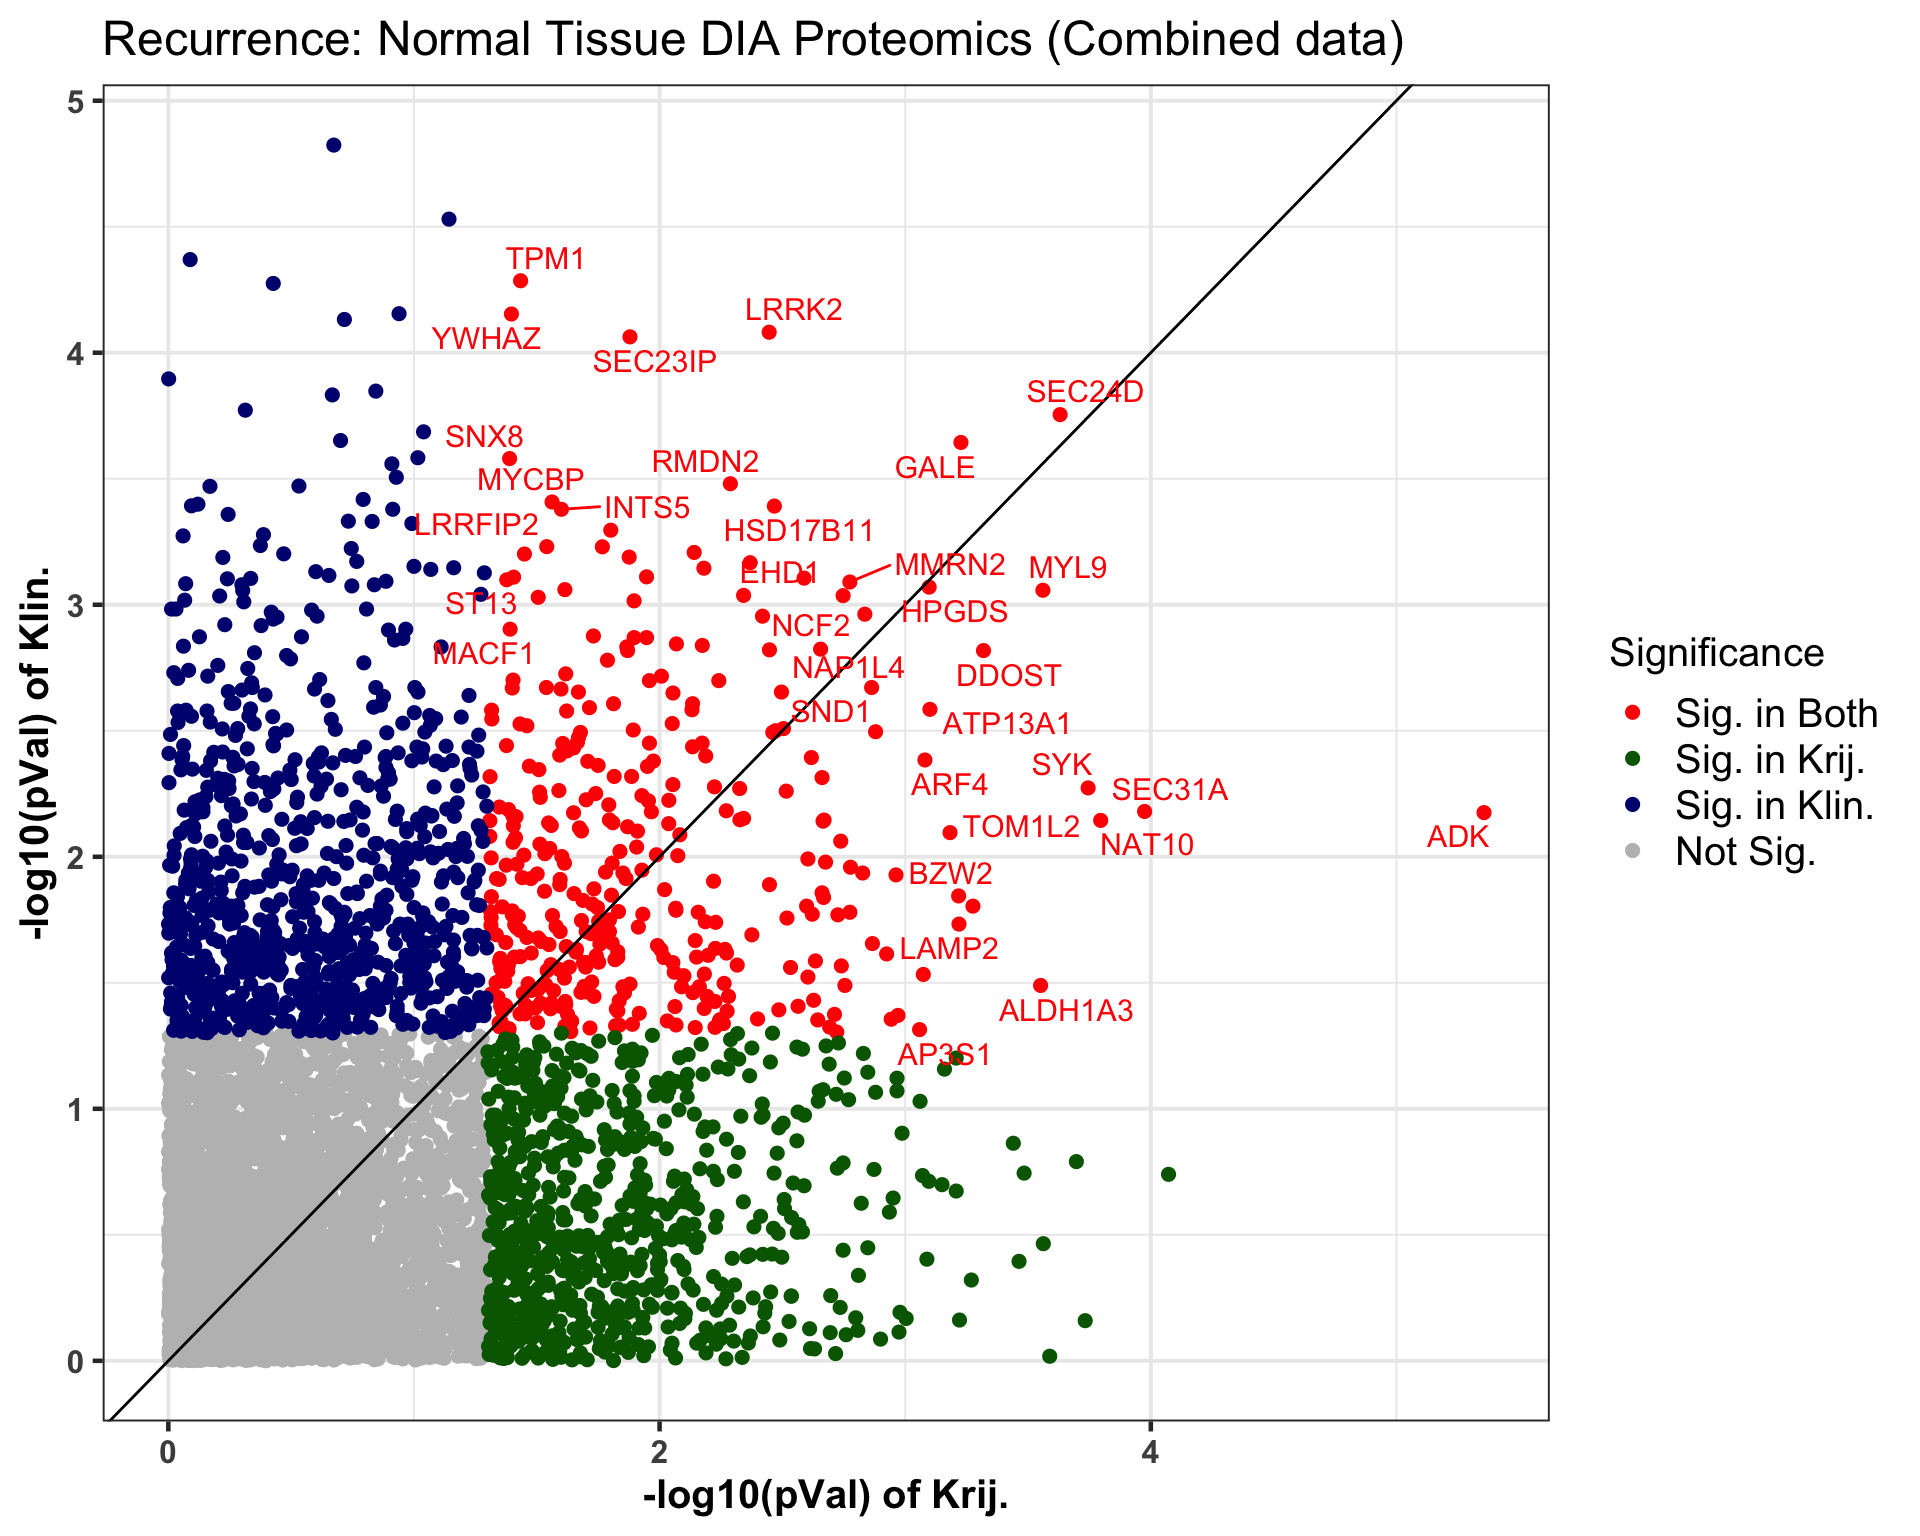 Recurrence: Normal Tissue DIA Proteomics (Combined data)
5
4
3
2
1
0
-log10(pVal) of Klin.
TPM1
LRRK2
YWHAZ
SEC23IP
SEC24D
SNX8
RMDN2
GALE
MYCBP
INTS5
LRRFIP2
HSD17B11
MMRN2
MYL9
EHD1
ST13
HPGDS
NCF2
MACF1
NAP1L4
DDOST
SND1
ATP13A1
SYK
ARF4
SEC31A
TOM1L2
NAT10
ADK
BZW2
LAMP2
ALDH1A3
AP3S1
0
2
4
-log10(pVal) of Krij.
Significance
Sig. in Both
Sig. in Krij.
Sig. in Klin.
Not Sig.